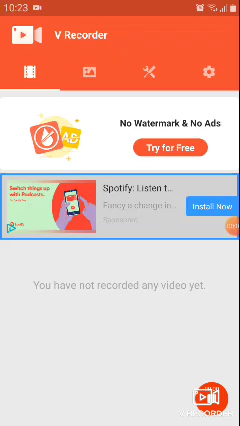 10:23
V Recorder
No Watermark & No Ads
AD
Try for Free
Switch things up
with Podcasts.
Spotify: Listen t...
Fancy a change in...
Sponsored
Install Now
You have not recorded any video yet.
V RECORDER